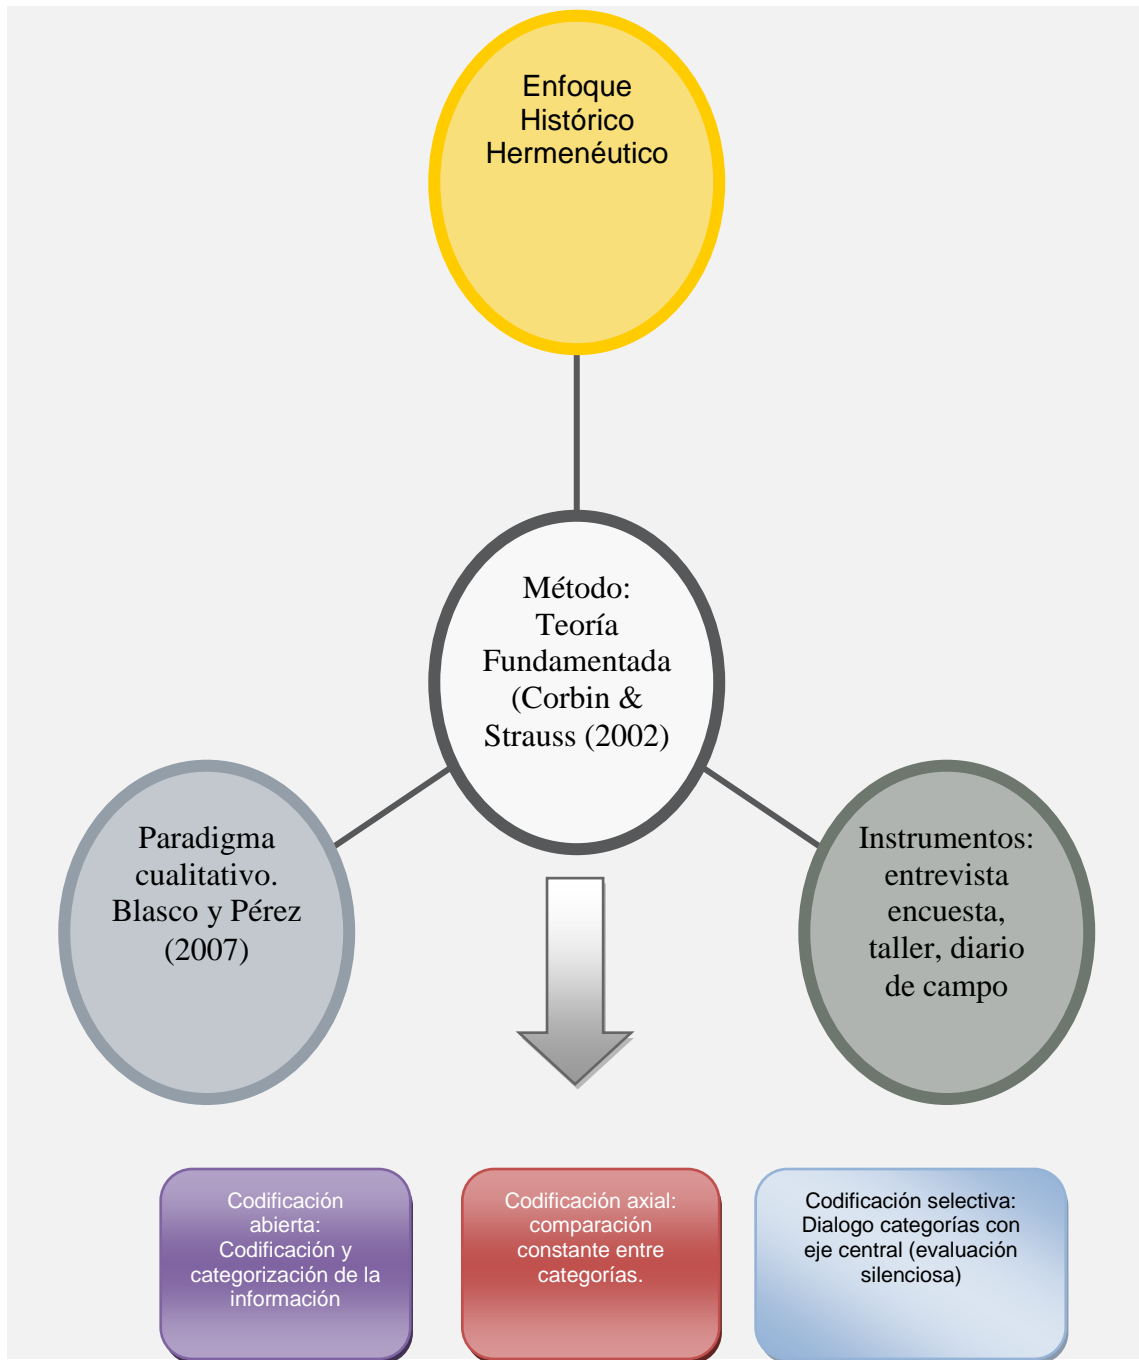 Enfoque
Histórico
Hermenéutico
Método:
Teoría
Fundamentada
(Corbin &
Strauss (2002)
Paradigma
cualitativo.
Blasco y Pérez
(2007)
Instrumentos:
entrevista
encuesta,
taller, diario
de campo
Codificación
abierta:
Codificación y
categorización de la
información
Codificación axial:
comparación
constante entre
categorías.
Codificación selectiva:
Dialogo categorías con
eje central (evaluación
silenciosa)